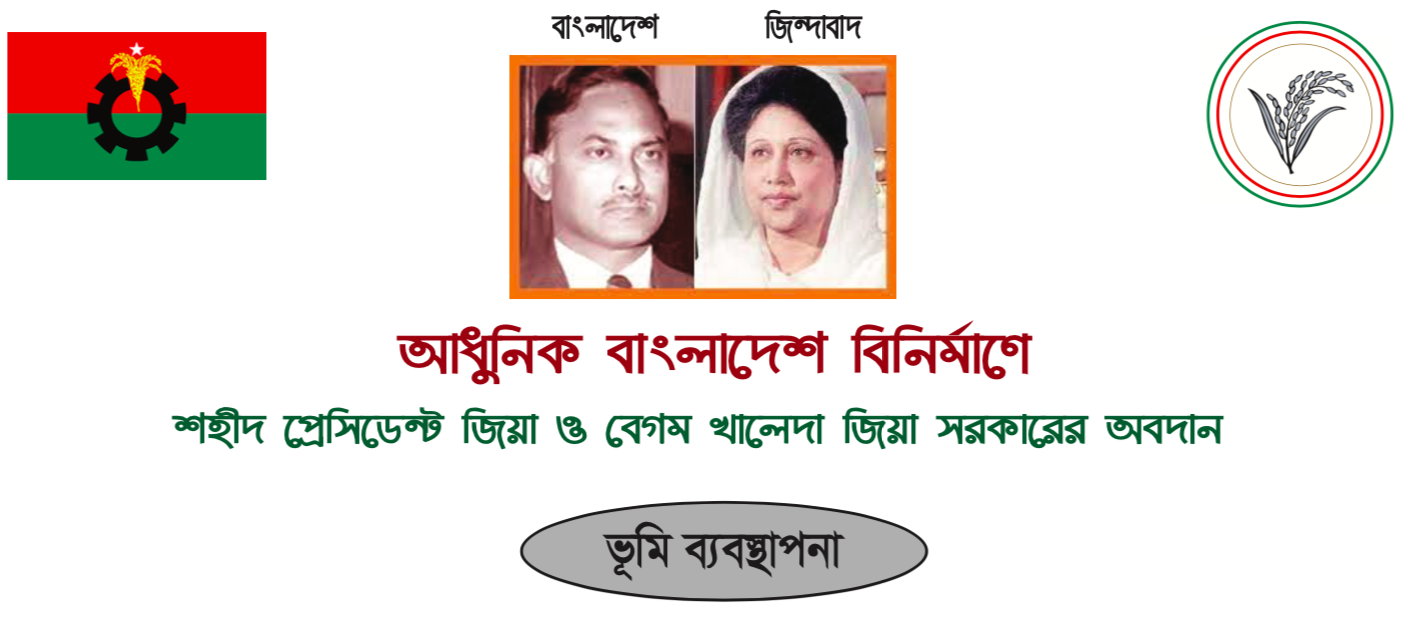 বাংলাদেশ জিন্দাবাদ
আধুনিক বাংলাদেশ বিনির্মাণে
শহীদ প্রেসিডেন্ট জিয়া ও বেগম খালেদা জিয়া সরকারের অবদান
ভূমি ব্যবস্থাপনা